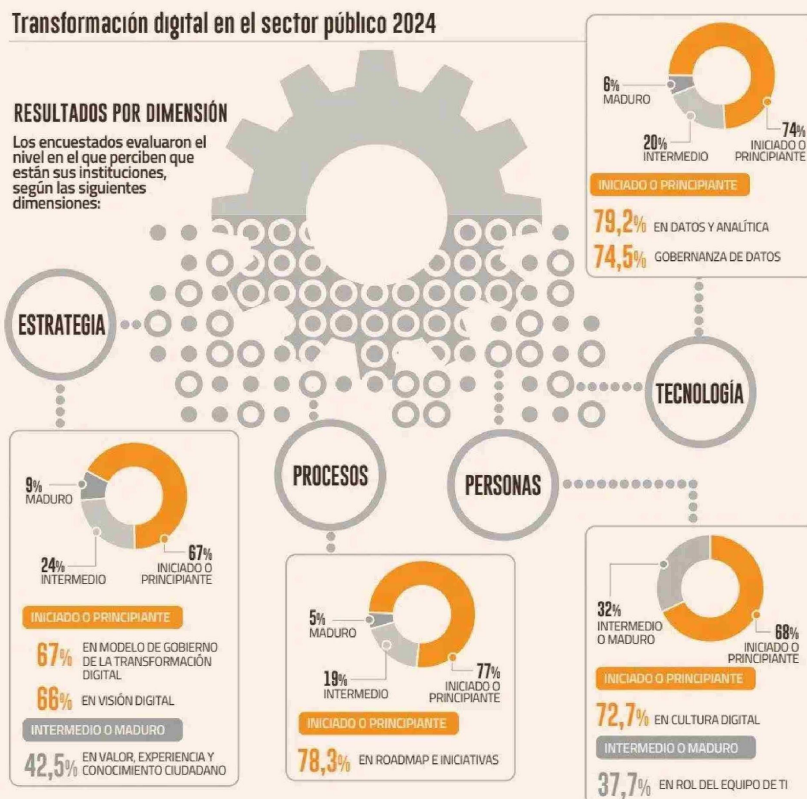 Transformación digital en el sector público 2024
RESULTADOS POR DIMENSIÓN
Los encuestados evaluaron el
nivel en el que perciben que
están sus instituciones,
según las siguientes
dimensiones:
ESTRATEGIA
9%
MADURO
24%
INTERMEDIO
67%
INICIADO O
PRINCIPIANTE
INICIADO O PRINCIPIANTE
67% EN MODELO DE GOBIERNO
DE LA TRANSFORMACIÓN
DIGITAL
66% EN VISIÓN DIGITAL
INTERMEDIO O MADURO
42,5% EN VALOR, EXPERIENCIA Y
CONOCIMIENTO CIUDADANO
PROCESOS
5%
MADURO
19%
INTERMEDIO
77%
INICIADO O
PRINCIPIANTE
INICIADO O PRINCIPIANTE
78,3% EN ROADMAP E INICIATIVAS
PERSONAS
32%
INTERMEDIO
O MADURO
68%
INICIADO O
PRINCIPIANTE
INICIADO O PRINCIPIANTE
72,7% EN CULTURA DIGITAL
INTERMEDIO O MADURO
37,7% EN ROL DEL EQUIPO DE TI
TECNOLOGÍA
6%
MADURO
20%
INTERMEDIO
74%
INICIADO O
PRINCIPIANTE
INICIADO O PRINCIPIANTE
79,2% EN DATOS Y ANALÍTICA
74,5% GOBERNANZA DE DATOS